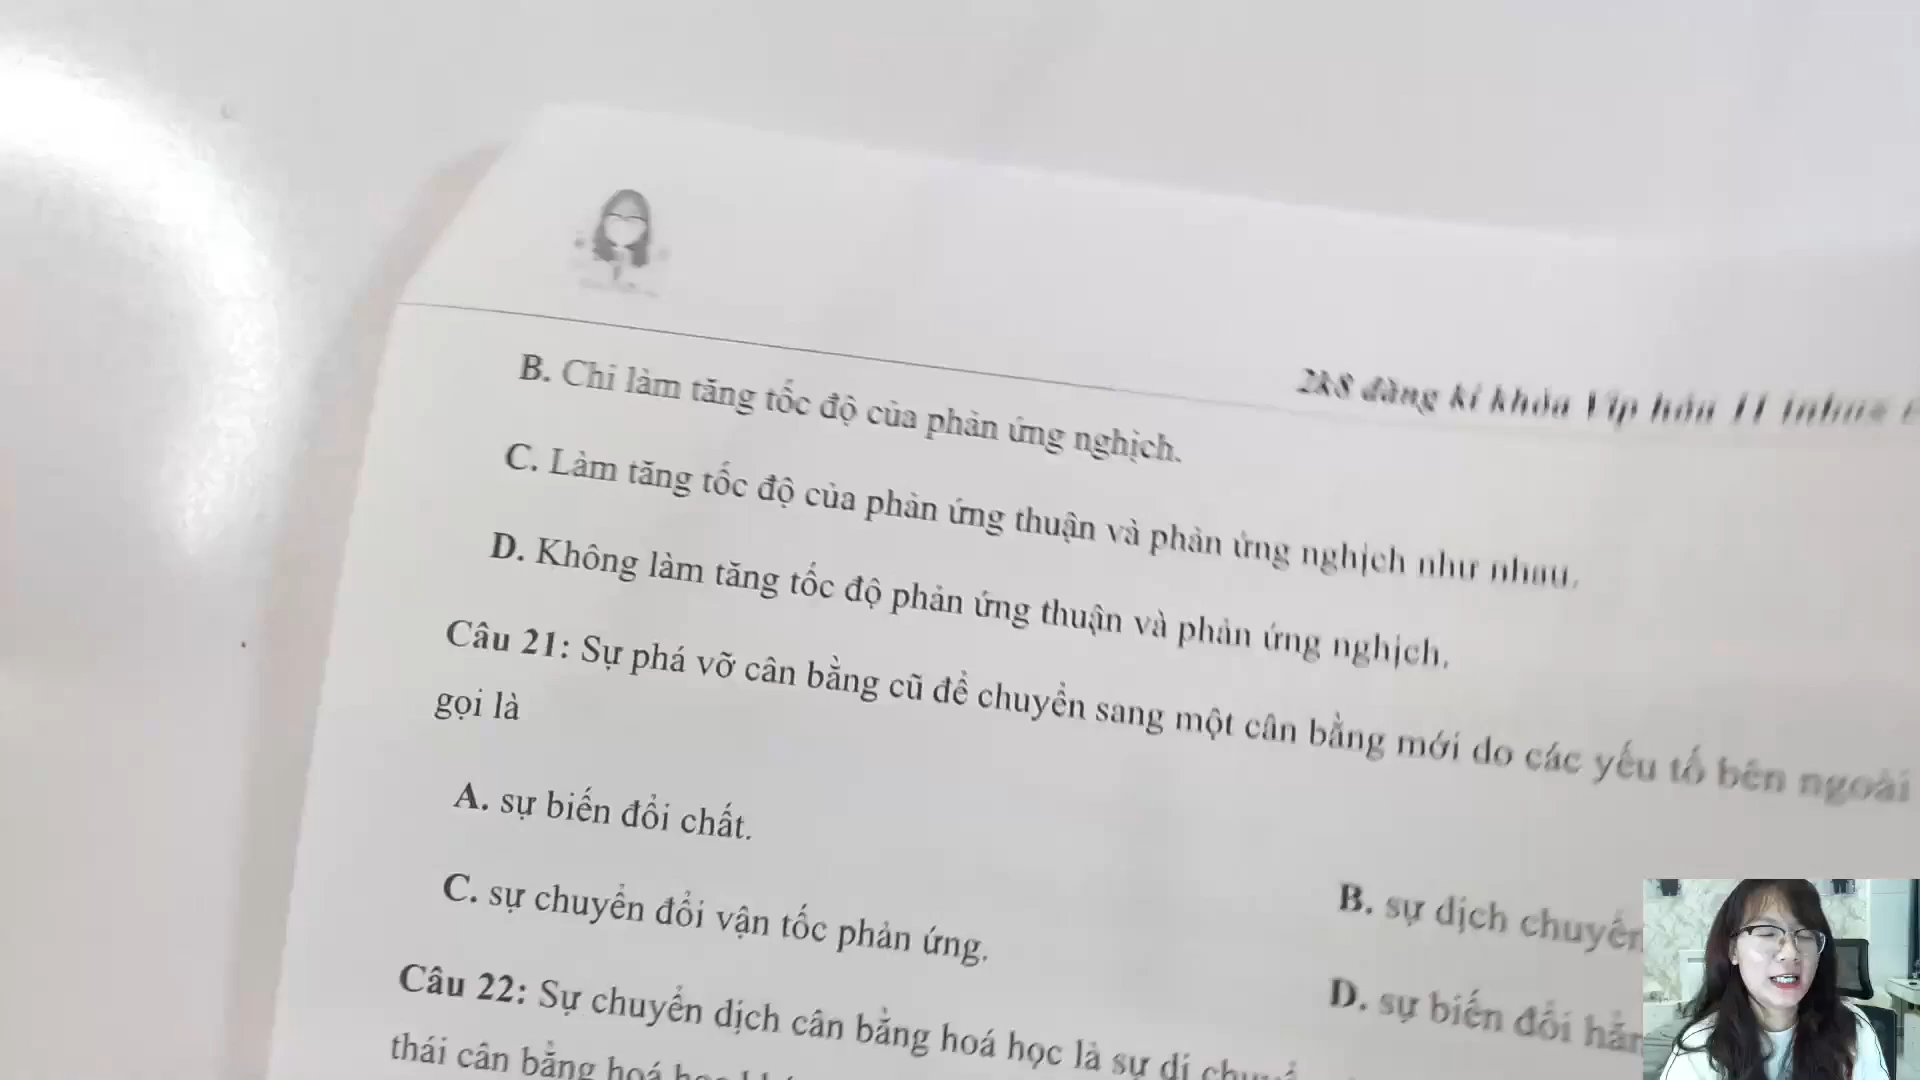 2k8 đăng kí khóa Vip hóa 11 inbox
B. Chỉ làm tăng tốc độ của phản ứng nghịch.
C. Làm tăng tốc độ của phản ứng thuận và phản ứng nghịch như nhau.
D. Không làm tăng tốc độ phản ứng thuận và phản ứng nghịch.
Câu 21: Sự phá vỡ cân bằng cũ để chuyển sang một cân bằng mới do các yếu tố bên ngoài
gọi là
A. sự biến đổi chất.
B. sự dịch chuyển
C. sự chuyển đổi vận tốc phản ứng.
D. sự biến đổi
Câu 22: Sự chuyển dịch cân bằng hoá học là sự di
thái cân bằng hoá